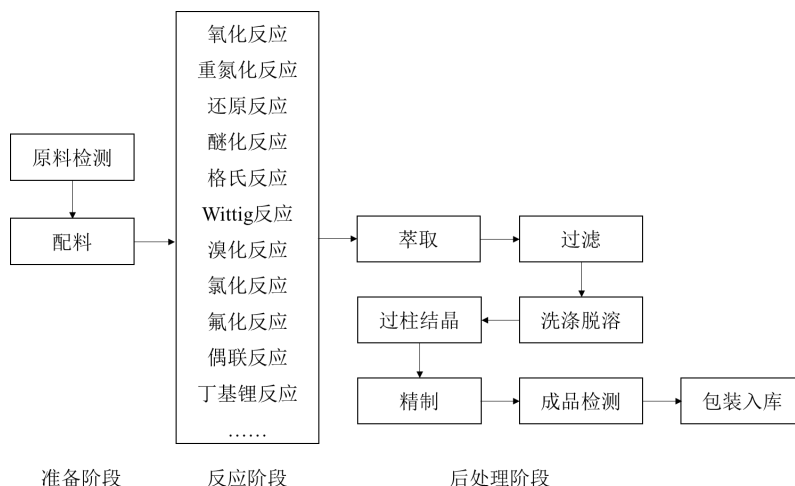 原料检测
配料
氧化反应
重氮化反应
还原反应
醚化反应
格氏反应
Wittig反应
溴化反应
氯化反应
氟化反应
偶联反应
丁基锂反应
……
萃取
过滤
洗涤脱溶
过柱结晶
精制
成品检测
包装入库
准备阶段
反应阶段
后处理阶段